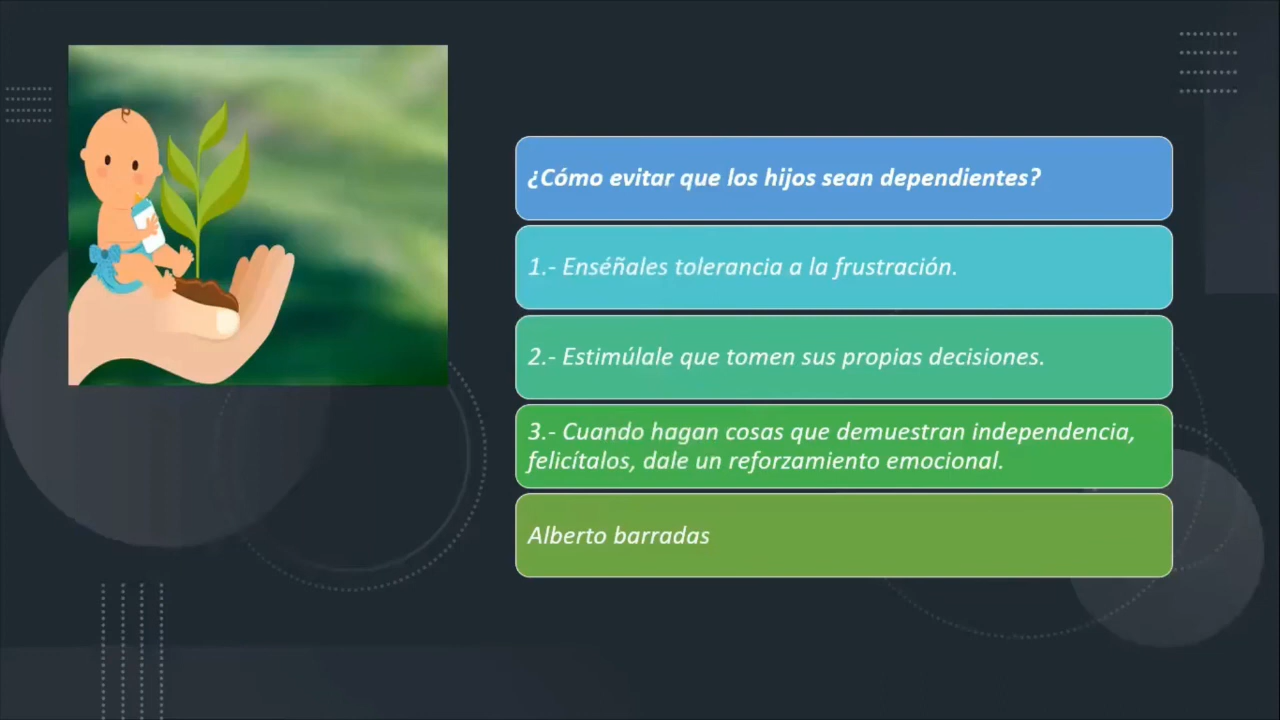 ¿Cómo evitar que los hijos sean dependientes?
1.- Enséñales tolerancia a la frustración.
2.- Estimúlale que tomen sus propias decisiones.
3.- Cuando hagan cosas que demuestran independencia,
felicítalos, dale un reforzamiento emocional.
Alberto barradas